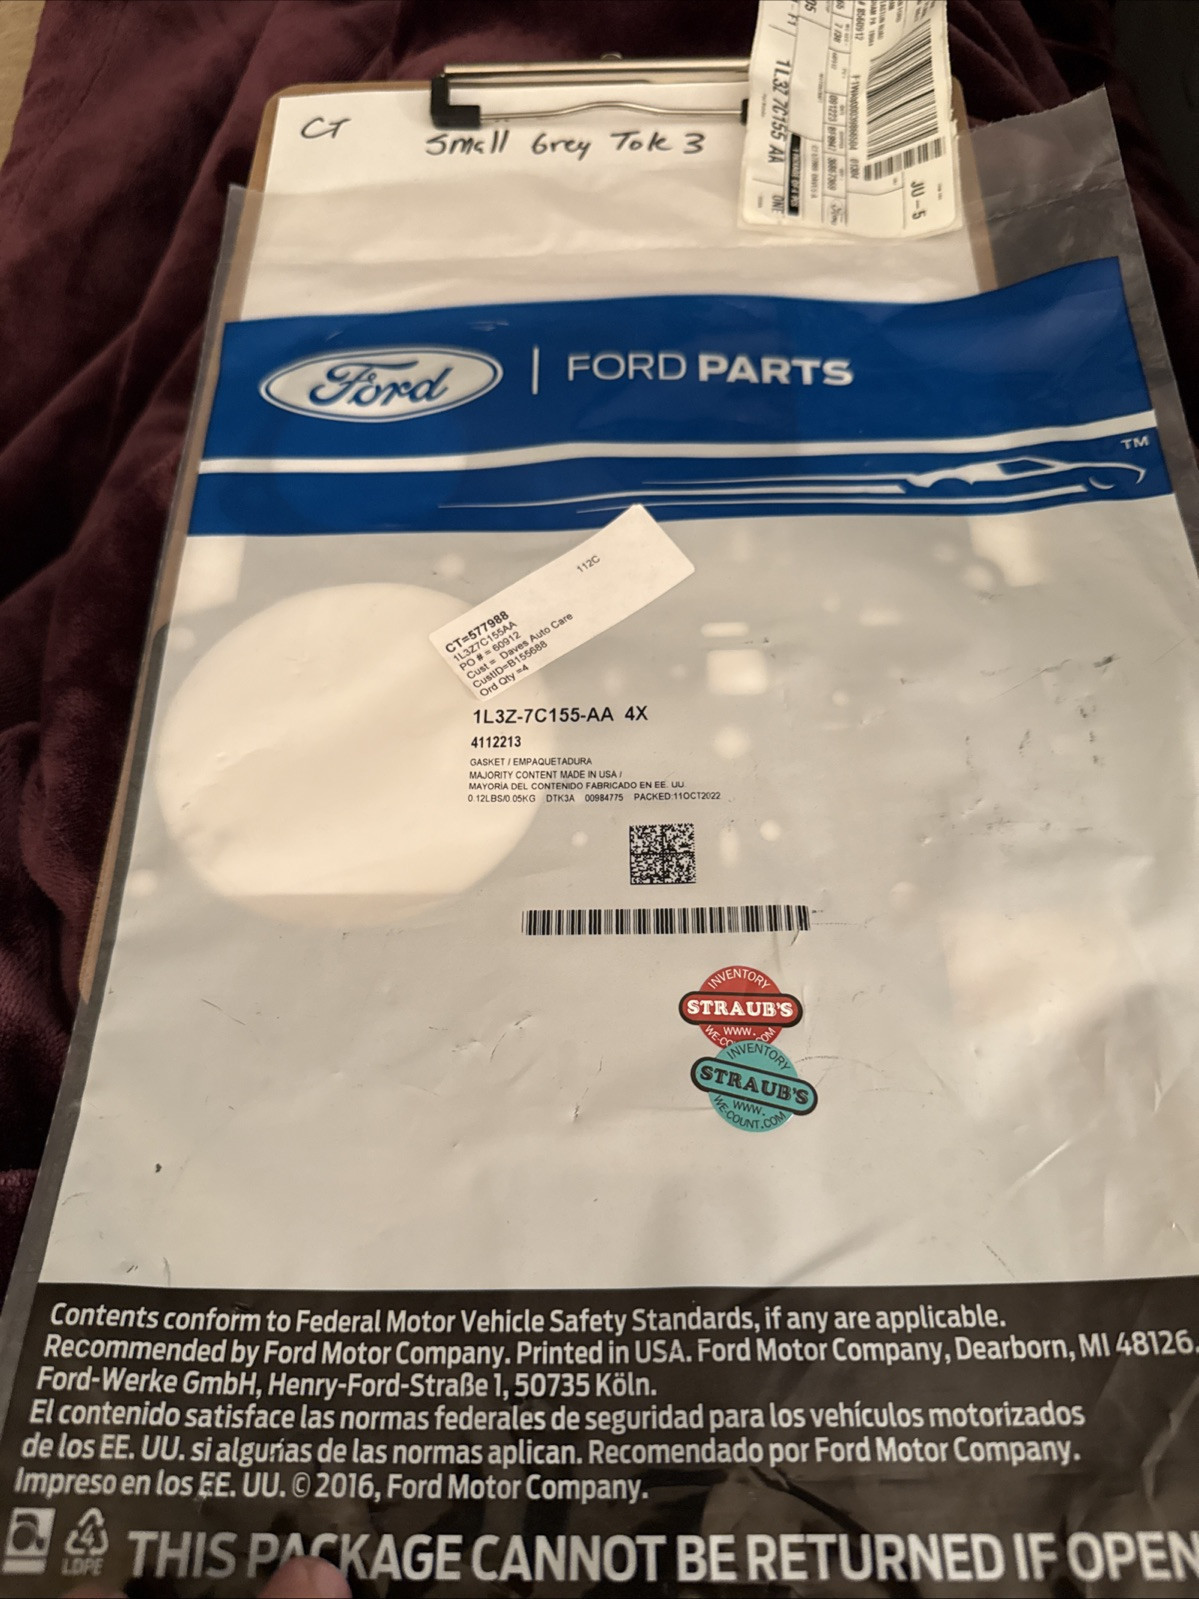 CT
Small Grey Tote 3
1L3Z 7C155 AA
ONE
JU-5
Ford | FORD PARTS
TM
112C
CT=577988
1L3Z7C155AA
PO # = 60912
Cust = Daves Auto Care
CustID=B155688
Ord Qty =4
1L3Z-7C155-AA 4X
4112213
GASKET / EMPAQUETADURA
MAJORITY CONTENT MADE IN USA /
MAYORIA DEL CONTENIDO FABRICADO EN EE. UU
0.12LBS/0.05KG DTK3A 00984775 PACKED:11OCT2022
INVENTORY
STRAUB'S
WWW.
INVENTORY
STRAUB'S
WWW.
WE-COUNT.COM
Contents conform to Federal Motor Vehicle Safety Standards, if any are applicable.
Recommended by Ford Motor Company. Printed in USA. Ford Motor Company, Dearborn, MI 48126.
Ford-Werke GmbH, Henry-Ford-Straße 1, 50735 Köln.
El contenido satisface las normas federales de seguridad para los vehículos motorizados
de los EE. UU. si algunas de las normas aplican. Recomendado por Ford Motor Company.
Impreso en los EE. UU. © 2016, Ford Motor Company.
4
LDPE
THIS PACKAGE CANNOT BE RETURNED IF OPEN